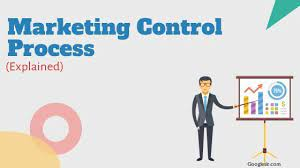 Marketing Control
Process
(Explained)
Googlesir.com